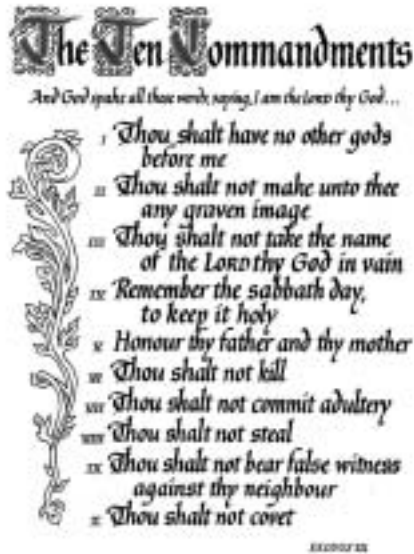 The Ten Commandments
And God spake all these words, saying, I am the LORD thy God...
I Thou shalt have no other gods
before me
II Thou shalt not make unto thee
any graven image
III Thou shalt not take the name
of the LORD thy God in vain
IV Remember the sabbath day,
to keep it holy
V Honour thy father and thy mother
VI Thou shalt not kill
VII Thou shalt not commit adultery
VIII Thou shalt not steal
IX Thou shalt not bear false witness
against thy neighbour
X Thou shalt not covet